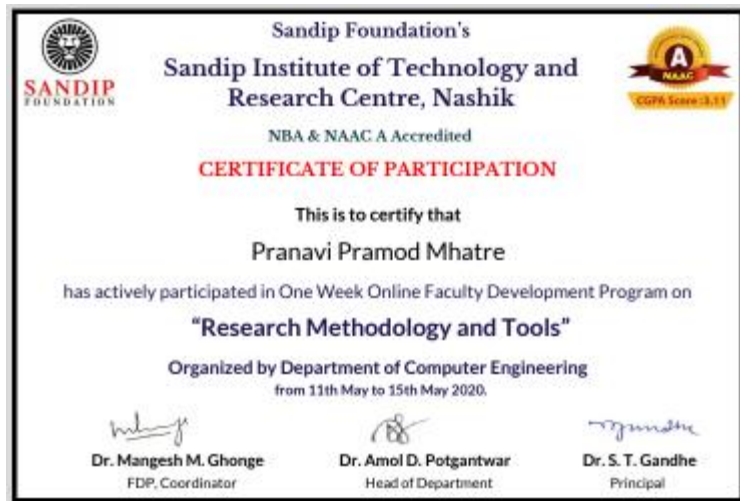 Sandip Foundation's
SANDIP
FOUNDATION
Sandip Institute of Technology and
Research Centre, Nashik
A
NAAC
CGPA Score :3.11
NBA & NAAC A Accredited
CERTIFICATE OF PARTICIPATION
This is to certify that
Pranavi Pramod Mhatre
has actively participated in One Week Online Faculty Development Program on
“Research Methodology and Tools”
Organized by Department of Computer Engineering
from 11th May to 15th May 2020.
Dr. Mangesh M. Ghonge
FDP, Coordinator
Dr. Amol D. Potgantwar
Head of Department
Dr. S. T. Gandhe
Principal